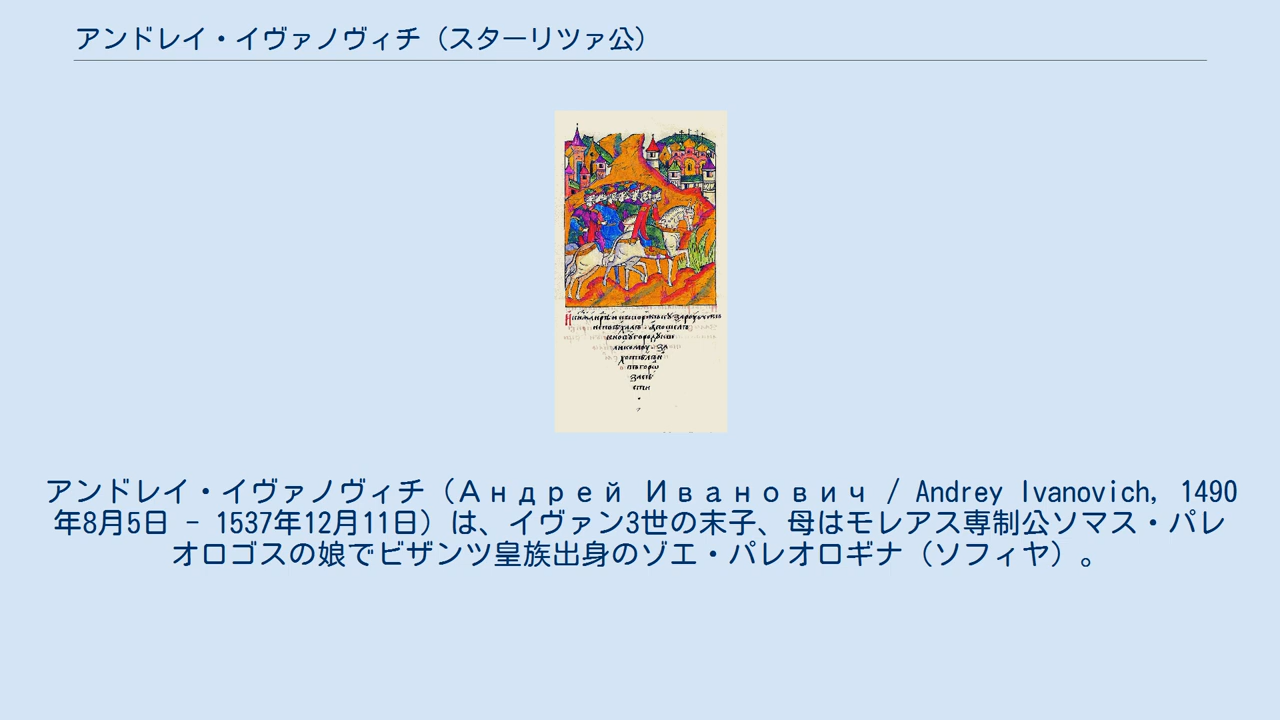 アンドレイ・イヴァノヴィチ（スターリツァ公）
アンドレイ・イヴァノヴィチ（Андрей Иванович / Andrey Ivanovich, 1490
年8月5日 - 1537年12月11日）は、イヴァン3世の末子、母はモレアス専制公ソマス・パレ
オロゴスの娘でビザンツ皇族出身のゾエ・パレオロギナ（ソフィヤ）。